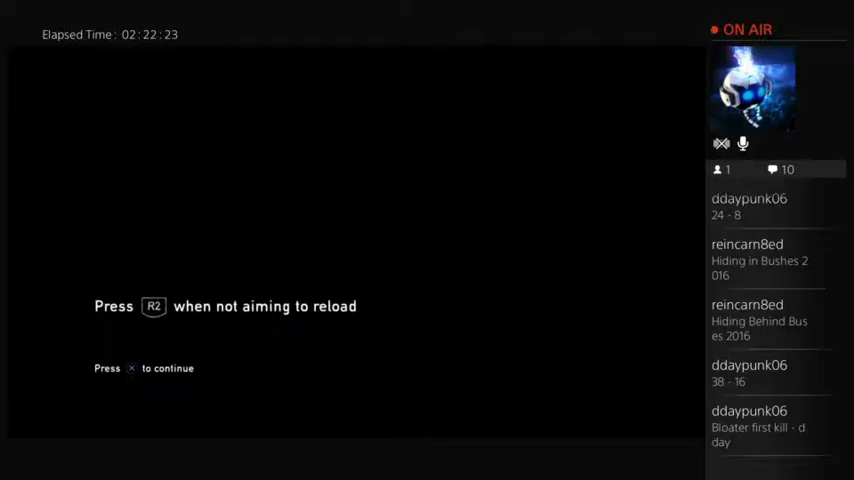 Elapsed Time: 02:22:23
ON AIR
1 10
ddaypunk06
24 - 8
reincarn8ed
Hiding in Bushes 2
016
reincarn8ed
Hiding Behind Bus
es 2016
ddaypunk06
38 - 16
ddaypunk06
Bloater first kill - d
day
Press R2 when not aiming to reload
Press X to continue